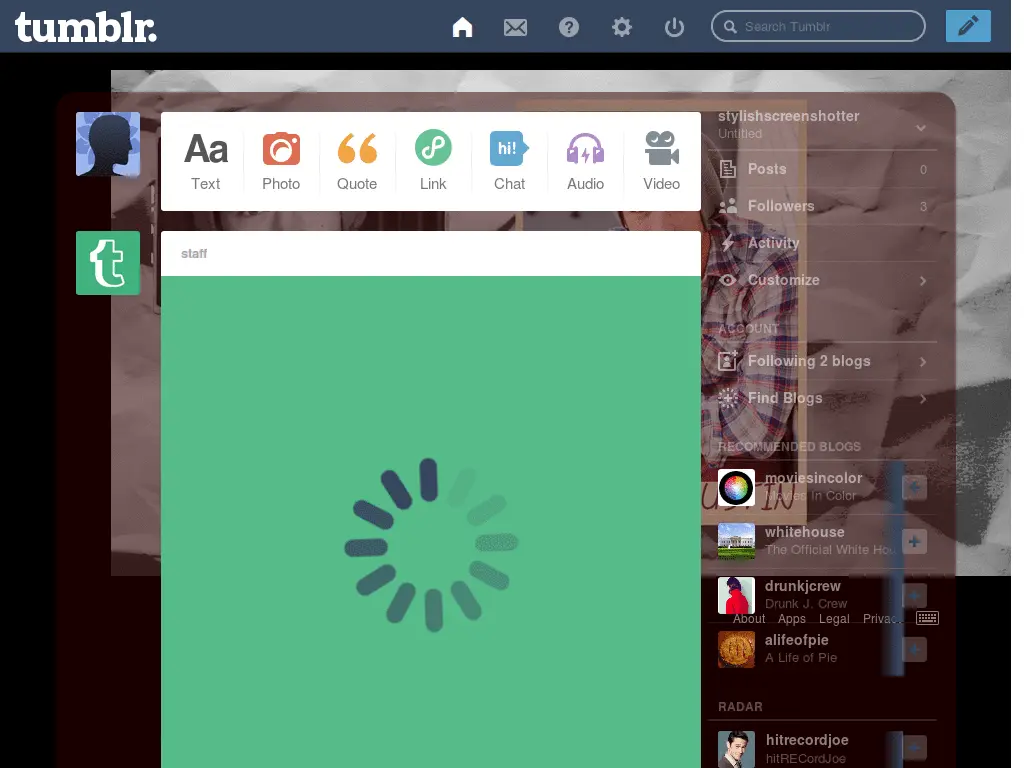 tumblr.
Search Tumblr
Aa
hi!
Text
Photo
Quote
Link
Chat
Audio
Video
stylishscreenshotter
Untitled
Posts 0
Followers 3
Activity
Customize
ACCOUNT
Following 2 blogs
Find Blogs
RECOMMENDED BLOGS
moviesincolor
Movies in Color
whitehouse
The Official White Hou
drunkjcrew
Drunk J. Crew
About Apps Legal Privacy
alifeofpie
A Life of Pie
RADAR
hitrecordjoe
hitRECordJoe
t
staff